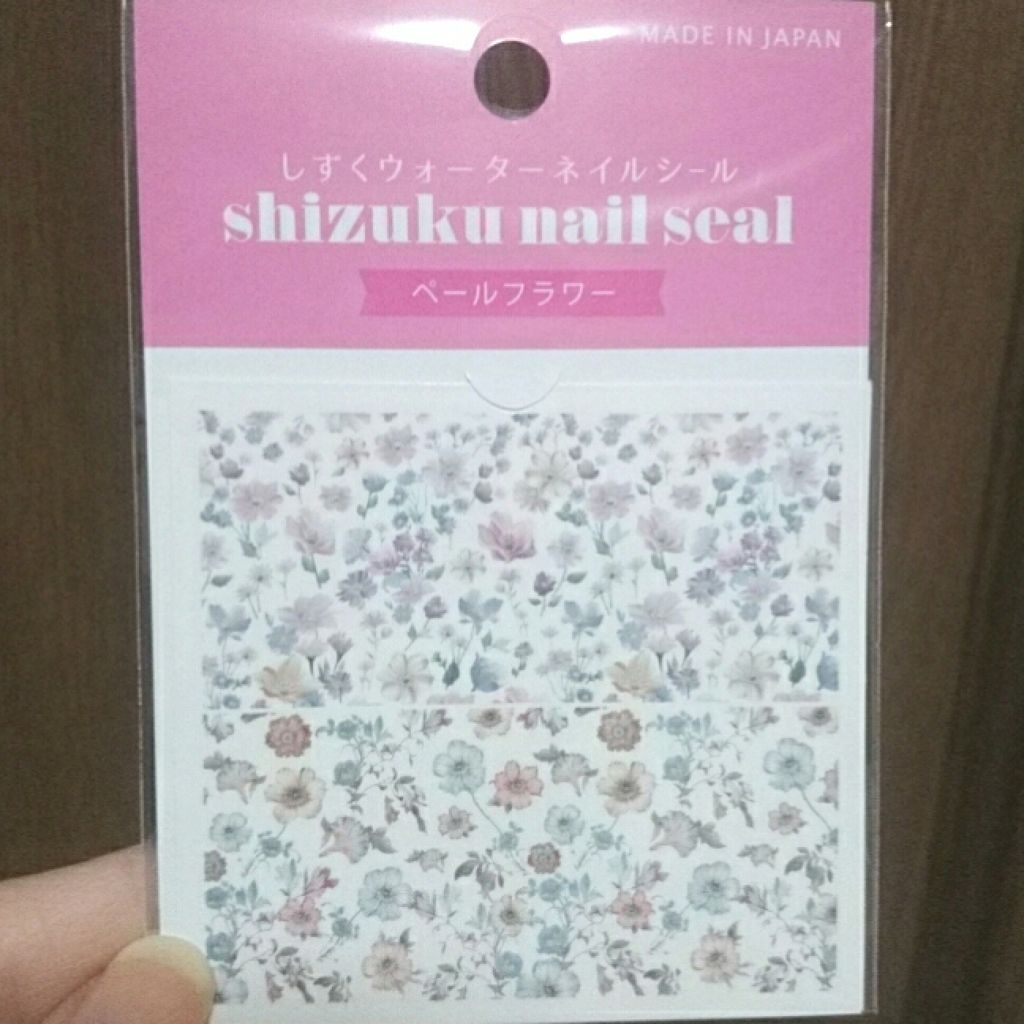 MADE IN JAPAN
しずくウォーターネイルシール
shizuku nail seal
ペールフラワー